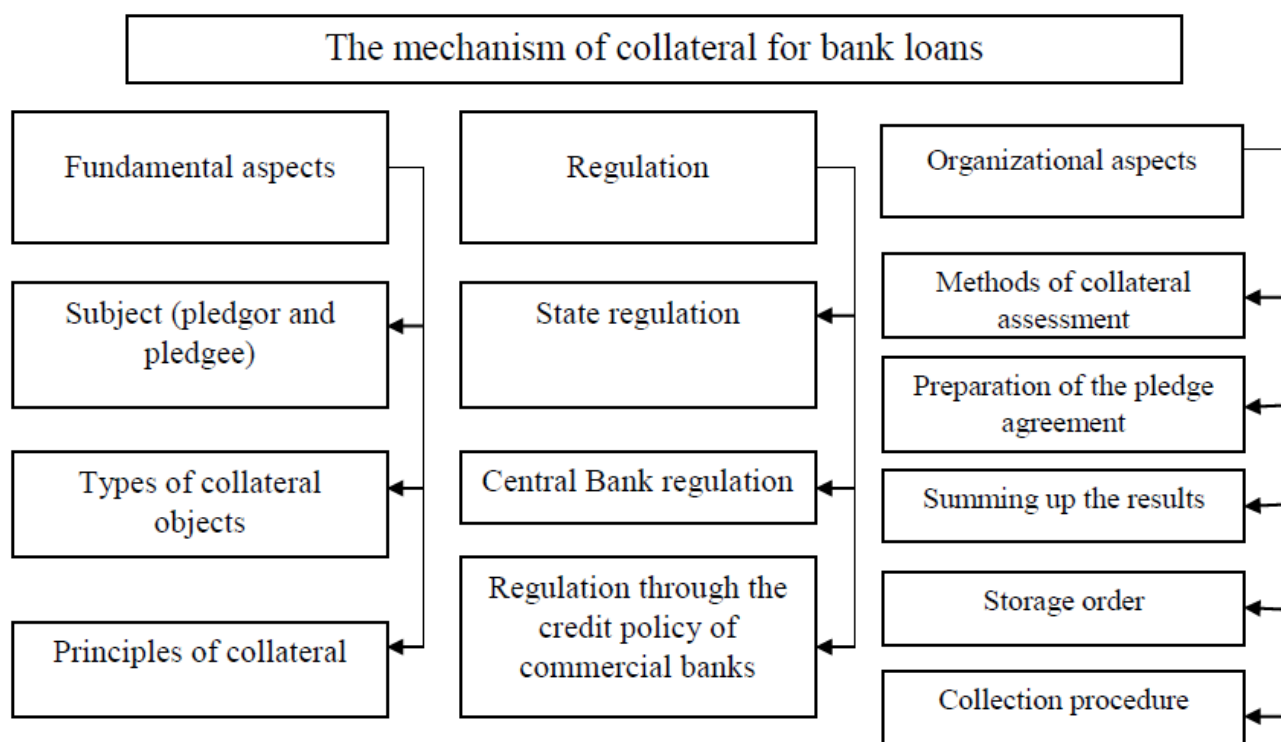 The mechanism of collateral for bank loans
Fundamental aspects
Subject (pledgor and
pledgee)
Types of collateral
objects
Principles of collateral
Regulation
State regulation
Central Bank regulation
Regulation through the
credit policy of
commercial banks
Organizational aspects
Methods of collateral
assessment
Preparation of the pledge
agreement
Summing up the results
Storage order
Collection procedure